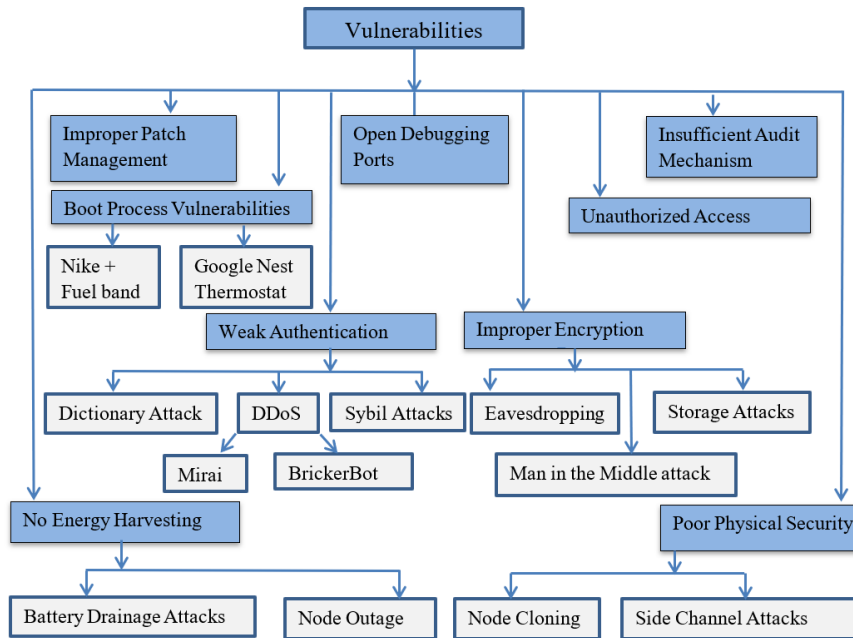 Vulnerabilities
Improper Patch
Management
Open Debugging
Ports
Insufficient Audit
Mechanism
Boot Process Vulnerabilities
Unauthorized Access
Nike +
Fuel band
Google Nest
Thermostat
Weak Authentication
Improper Encryption
Dictionary Attack
DDoS
Sybil Attacks
Eavesdropping
Storage Attacks
Mirai
BrickerBot
Man in the Middle attack
No Energy Harvesting
Poor Physical Security
Battery Drainage Attacks
Node Outage
Node Cloning
Side Channel Attacks